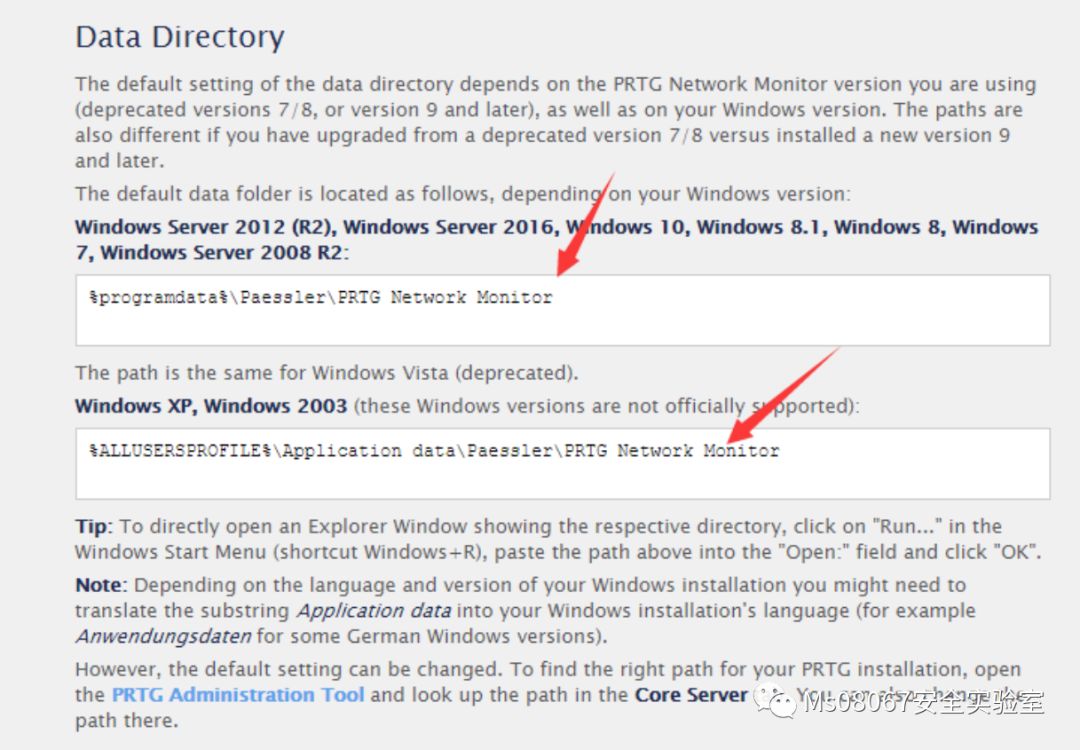 Data Directory
The default setting of the data directory depends on the PRTG Network Monitor version you are using
(deprecated versions 7/8, or version 9 and later), as well as on your Windows version. The paths are
also different if you have upgraded from a deprecated version 7/8 versus installed a new version 9
and later.
The default data folder is located as follows, depending on your Windows version:
Windows Server 2012 (R2), Windows Server 2016, Windows 10, Windows 8.1, Windows 8, Windows
7, Windows Server 2008 R2:
%programdata%\Paessler\PRTG Network Monitor
The path is the same for Windows Vista (deprecated).
Windows XP, Windows 2003 (these Windows versions are not officially supported):
%ALLUSERSPROFILE%\Application data\Paessler\PRTG Network Monitor
Tip: To directly open an Explorer Window showing the respective directory, click on "Run..." in the
Windows Start Menu (shortcut Windows+R), paste the path above into the "Open:" field and click "OK".
Note: Depending on the language and version of your Windows installation you might need to
translate the substring Application data into your Windows installation's language (for example
Anwendungsdaten for some German Windows versions).
However, the default setting can be changed. To find the right path for your PRTG installation, open
the PRTG Administration Tool and look up the path in the Core Server
path there.
Ms08067安全实验室